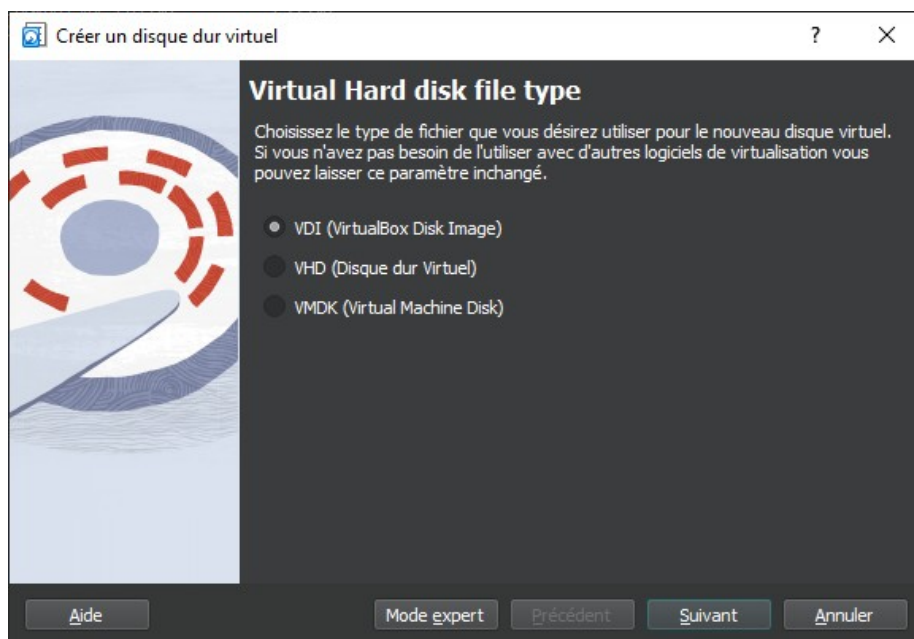 Créer un disque dur virtuel
?
Virtual Hard disk file type
Choisissez le type de fichier que vous désirez utiliser pour le nouveau disque virtuel.
Si vous n'avez pas besoin de l'utiliser avec d'autres logiciels de virtualisation vous
pouvez laisser ce paramètre inchangé.
VDI (VirtualBox Disk Image)
VHD (Disque dur Virtuel)
VMDK (Virtual Machine Disk)
Aide
Mode expert
Précédent
Suivant
Annuler